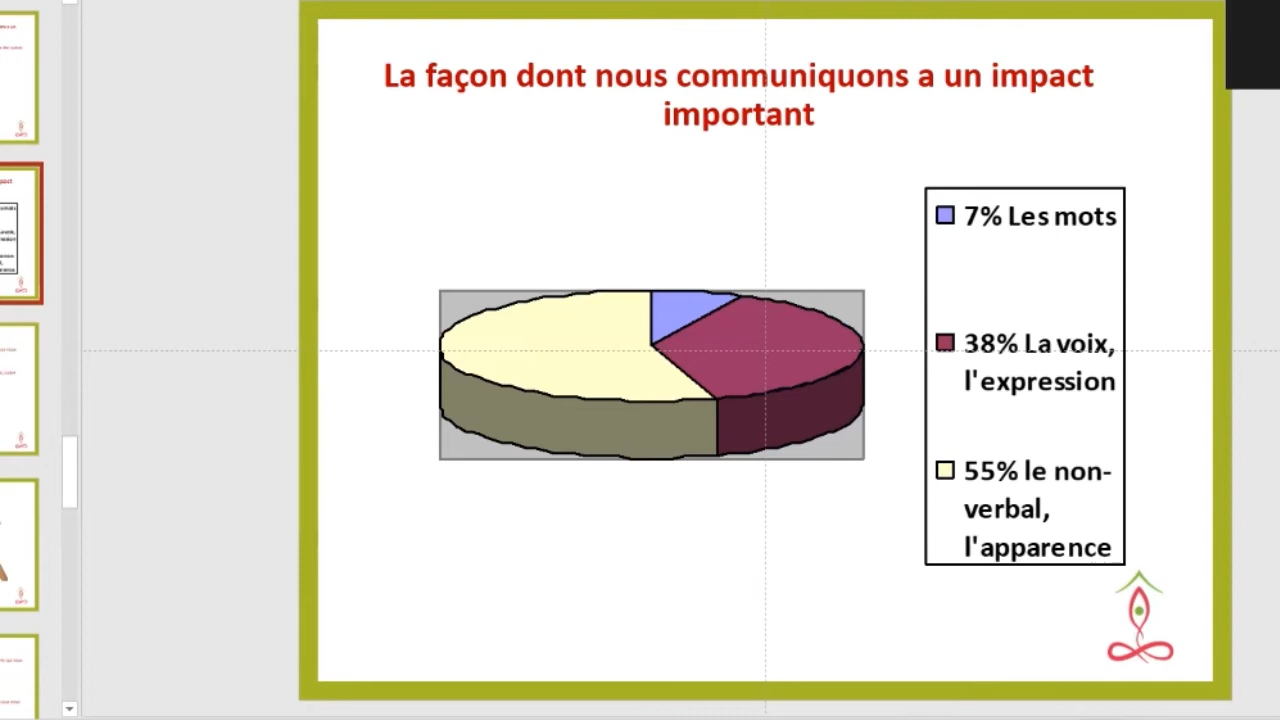 La façon dont nous communiquons a un impact
important
7% Les mots
38% La voix,
l'expression
55% le non-
verbal,
l'apparence